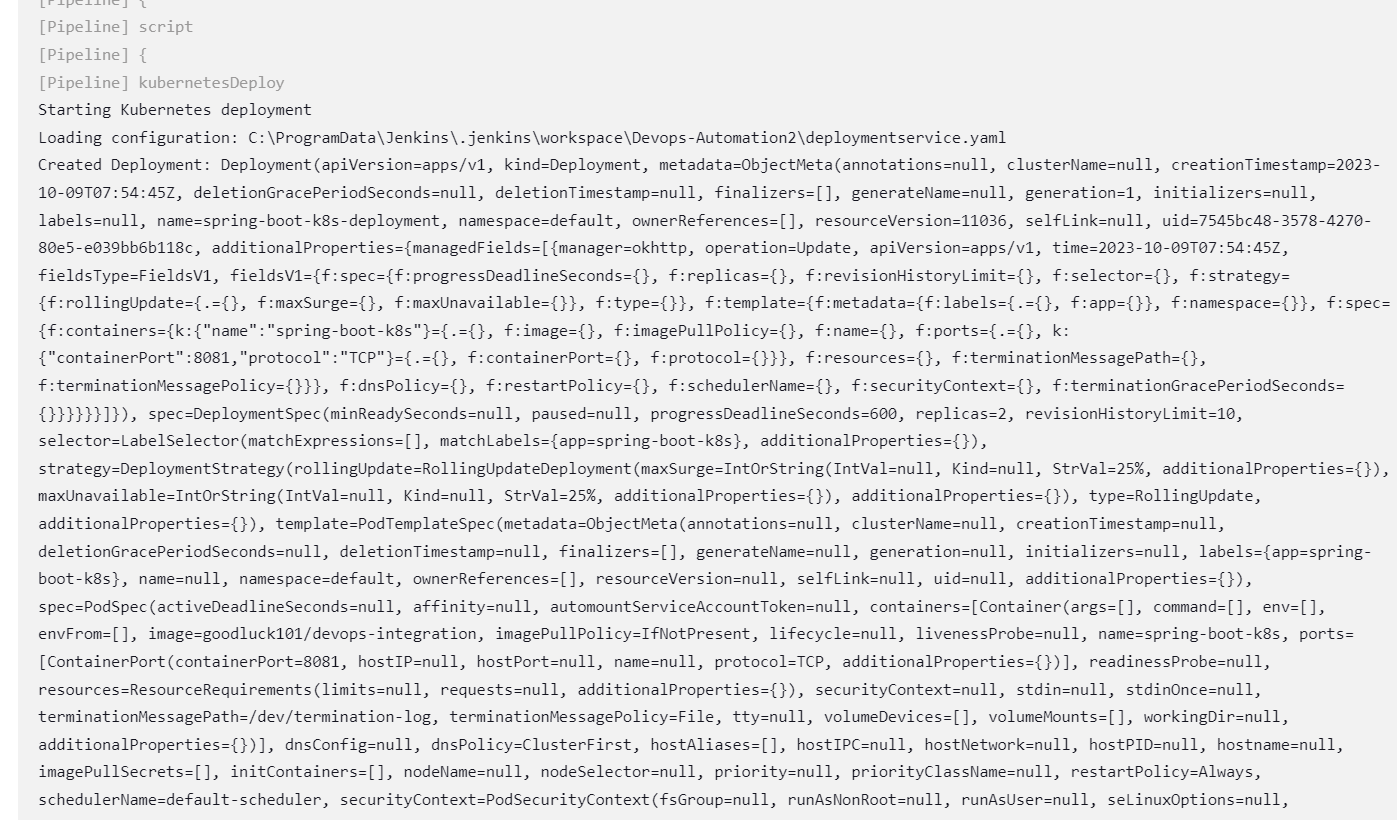 [Pipeline] {
[Pipeline] script
[Pipeline] {
[Pipeline] kubernetesDeploy
Starting Kubernetes deployment
Loading configuration: C:\ProgramData\Jenkins\.jenkins\workspace\Devops-Automation2\deploymentservice.yaml
Created Deployment: Deployment(apiVersion=apps/v1, kind=Deployment, metadata=ObjectMeta(annotations=null, clusterName=null, creationTimestamp=2023-
10-09T07:54:45Z, deletionGracePeriodSeconds=null, deletionTimestamp=null, finalizers=[], generateName=null, generation=1, initializers=null,
labels=null, name=spring-boot-k8s-deployment, namespace=default, ownerReferences=[], resourceVersion=11036, selfLink=null, uid=7545bc48-3578-4270-
80e5-e039bb6b118c, additionalProperties={managedFields=[{manager=okhttp, operation=Update, apiVersion=apps/v1, time=2023-10-09T07:54:45Z,
fieldsType=FieldsV1, fieldsV1={f:spec={f:progressDeadlineSeconds={}, f:replicas={}, f:revisionHistoryLimit={}, f:selector={}, f:strategy=
{f:rollingUpdate={.={}, f:maxSurge={}, f:maxUnavailable={}}, f:type={}}, f:template={f:metadata={f:labels={.={}, f:app={}}, f:namespace={}}, f:spec=
{f:containers={k:{"name":"spring-boot-k8s"}={.={}, f:image={}, f:imagePullPolicy={}, f:name={}, f:ports={.={}, k:
{"containerPort":8081,"protocol":"TCP"}={.={}, f:containerPort={}, f:protocol={}}}, f:resources={}, f:terminationMessagePath={},
f:terminationMessagePolicy={}}}, f:dnsPolicy={}, f:restartPolicy={}, f:schedulerName={}, f:securityContext={}, f:terminationGracePeriodSeconds=
{}}}}}}]}), spec=DeploymentSpec(minReadySeconds=null, paused=null, progressDeadlineSeconds=600, replicas=2, revisionHistoryLimit=10,
selector=LabelSelector(matchExpressions=[], matchLabels={app=spring-boot-k8s}, additionalProperties={}),
strategy=DeploymentStrategy(rollingUpdate=RollingUpdateDeployment(maxSurge=IntOrString(IntVal=null, Kind=null, StrVal=25%, additionalProperties={}),
maxUnavailable=IntOrString(IntVal=null, Kind=null, StrVal=25%, additionalProperties={}), additionalProperties={}), type=RollingUpdate,
additionalProperties={}), template=PodTemplateSpec(metadata=ObjectMeta(annotations=null, clusterName=null, creationTimestamp=null,
deletionGracePeriodSeconds=null, deletionTimestamp=null, finalizers=[], generateName=null, generation=null, initializers=null, labels={app=spring-
boot-k8s}, name=null, namespace=default, ownerReferences=[], resourceVersion=null, selfLink=null, uid=null, additionalProperties={}),
spec=PodSpec(activeDeadlineSeconds=null, affinity=null, automountServiceAccountToken=null, containers=[Container(args=[], command=[], env=[],
envFrom=[], image=goodluck101/devops-integration, imagePullPolicy=IfNotPresent, lifecycle=null, livenessProbe=null, name=spring-boot-k8s, ports=
[ContainerPort(containerPort=8081, hostIP=null, hostPort=null, name=null, protocol=TCP, additionalProperties={})], readinessProbe=null,
resources=ResourceRequirements(limits=null, requests=null, additionalProperties={}), securityContext=null, stdin=null, stdinOnce=null,
terminationMessagePath=/dev/termination-log, terminationMessagePolicy=File, tty=null, volumeDevices=[], volumeMounts=[], workingDir=null,
additionalProperties={})], dnsConfig=null, dnsPolicy=ClusterFirst, hostAliases=[], hostIPC=null, hostNetwork=null, hostPID=null, hostname=null,
imagePullSecrets=[], initContainers=[], nodeName=null, nodeSelector=null, priority=null, priorityClassName=null, restartPolicy=Always,
schedulerName=default-scheduler, securityContext=PodSecurityContext(fsGroup=null, runAsNonRoot=null, runAsUser=null, seLinuxOptions=null,